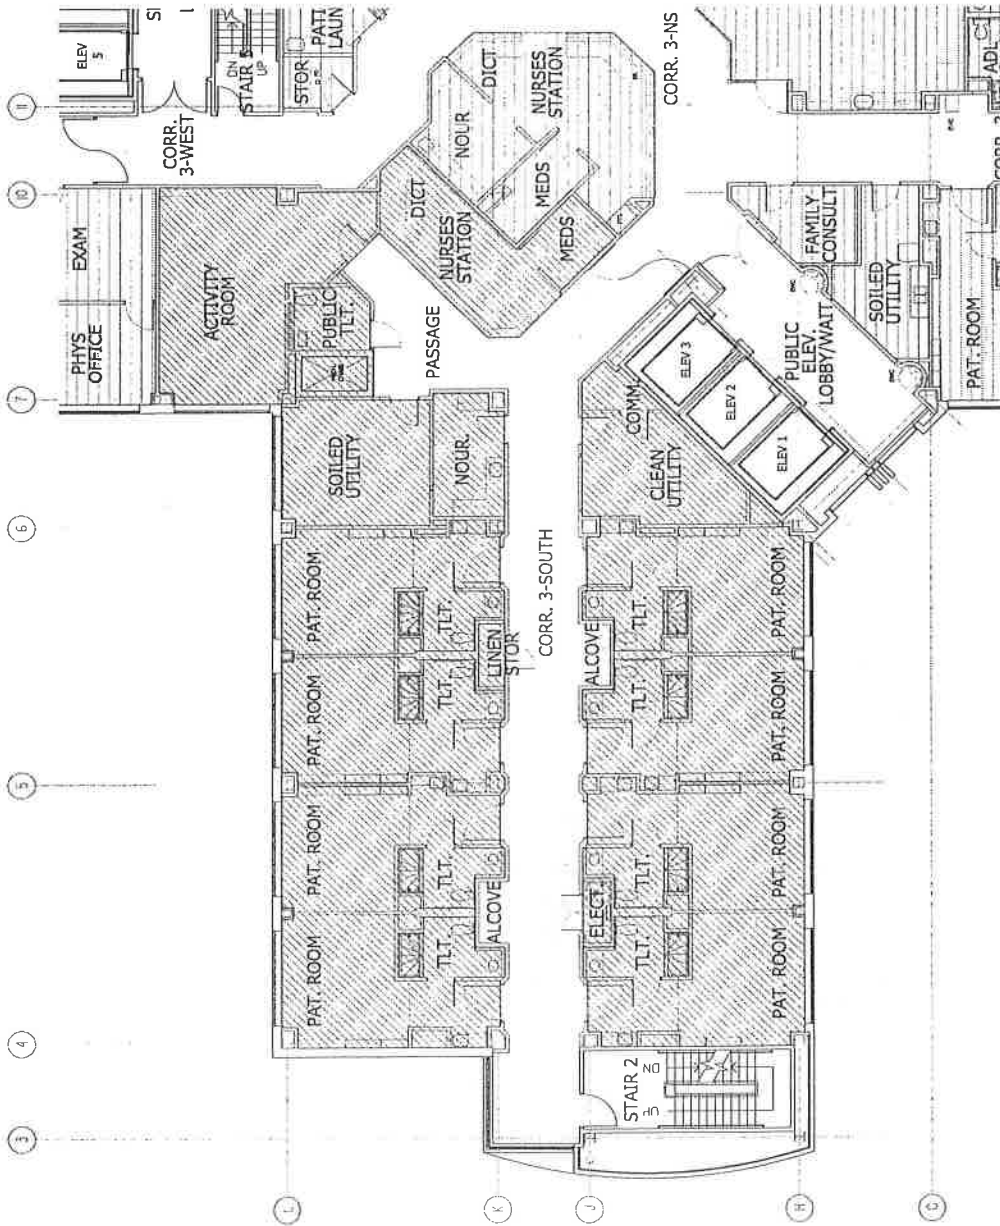 ELEV
5
DN
UP
STAIR 5
STOR
PATI
LAUN
CORR.
3-WEST
DICT
NURSES
STATION
NOUR
MEDS
CORR. 3-NS
ADL
11
10
EXAM
PHYS
OFFICE
ACTIVITY
ROOM
PUBLIC
TLT.
DICT
NURSES
STATION
MEDS
PASSAGE
FAMILY
CONSULT
SOILED
UTILITY
PAT. ROOM
PUBLIC
ELEV.
LOBBY/WAIT
ELEV 3
ELEV 2
ELEV 1
COMM.
CLEAN
UTILITY
7
SOILED
UTILITY
NOUR.
6
PAT. ROOM
TLT.
LINEN
STOR
CORR. 3-SOUTH
ALCOVE
TLT.
PAT. ROOM
PAT. ROOM
TLT.
TLT.
PAT. ROOM
5
PAT. ROOM
TLT.
ALCOVE
ELECT.
TLT.
PAT. ROOM
PAT. ROOM
TLT.
TLT.
PAT. ROOM
4
STAIR 2
DN
UP
3
L
K
J
H
G